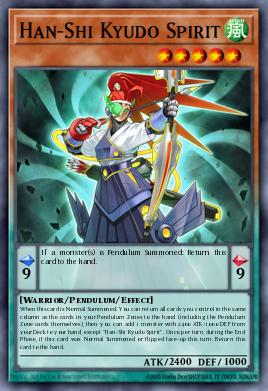 HAN-SHI KYUDO SPIRIT
WIND
風
If a monster(s) is Pendulum Summoned: Return this
card to the hand.
9
9
[WARRIOR/PENDULUM/EFFECT]
When this card is Normal Summoned: You can return all cards you control in the same
column as the cards in your Pendulum Zones to the hand (including the Pendulum
Zone cards themselves), then you can add 1 monster with 2400 ATK/1000 DEF from
your Deck to your hand, except "Han-Shi Kyudo Spirit". Once per turn, during the End
Phase, if this card was Normal Summoned or flipped face-up this turn: Return this
card to the hand.
ATK/2400 DEF/1000